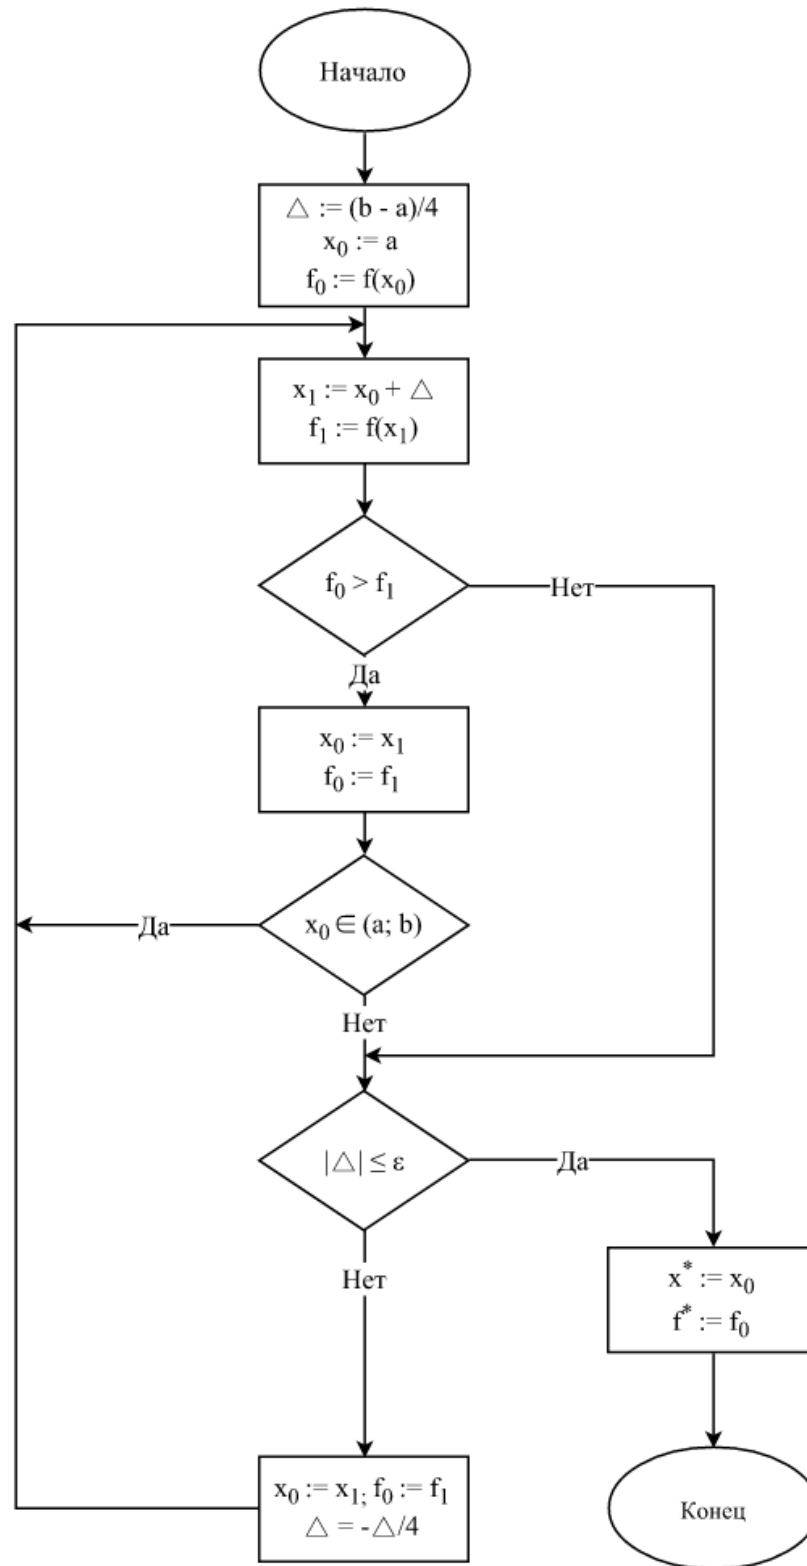 Начало
△ := (b - a)/4
x₀ := a
f₀ := f(x₀)
x₁ := x₀ + △
f₁ := f(x₁)
f₀ > f₁
Нет
Да
x₀ := x₁
f₀ := f₁
x₀ ∈ (a; b)
Да
Нет
|△| ≤ ε
Да
Нет
x* := x₀
f* := f₀
x₀ := x₁; f₀ := f₁
△ = -△/4
Конец